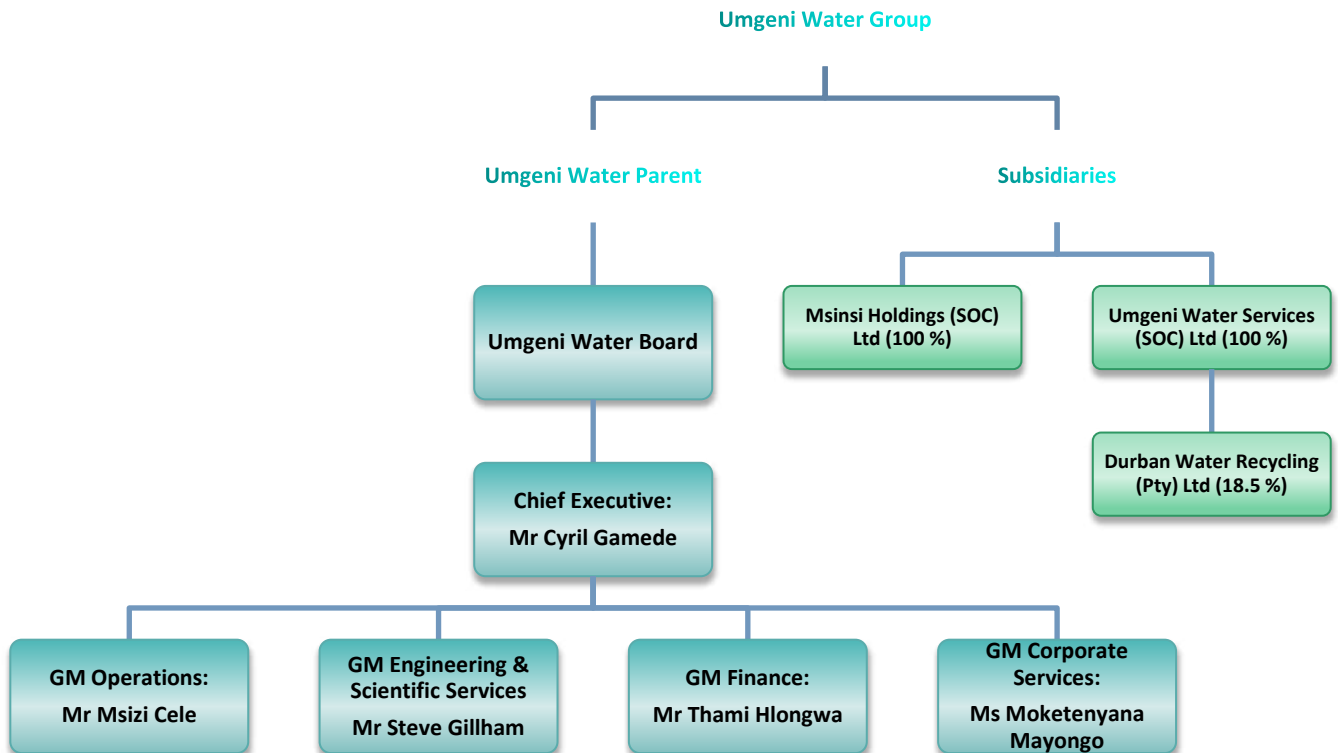 Umgeni Water Group
Umgeni Water Parent
Subsidiaries
Umgeni Water Board
Msinsi Holdings (SOC)
Ltd (100 %)
Umgeni Water Services
(SOC) Ltd (100 %)
Durban Water Recycling
(Pty) Ltd (18.5 %)
Chief Executive:
Mr Cyril Gamede
GM Operations:
Mr Msizi Cele
GM Engineering &
Scientific Services
Mr Steve Gillham
GM Finance:
Mr Thami Hlongwa
GM Corporate
Services:
Ms Moketenyana
Mayongo